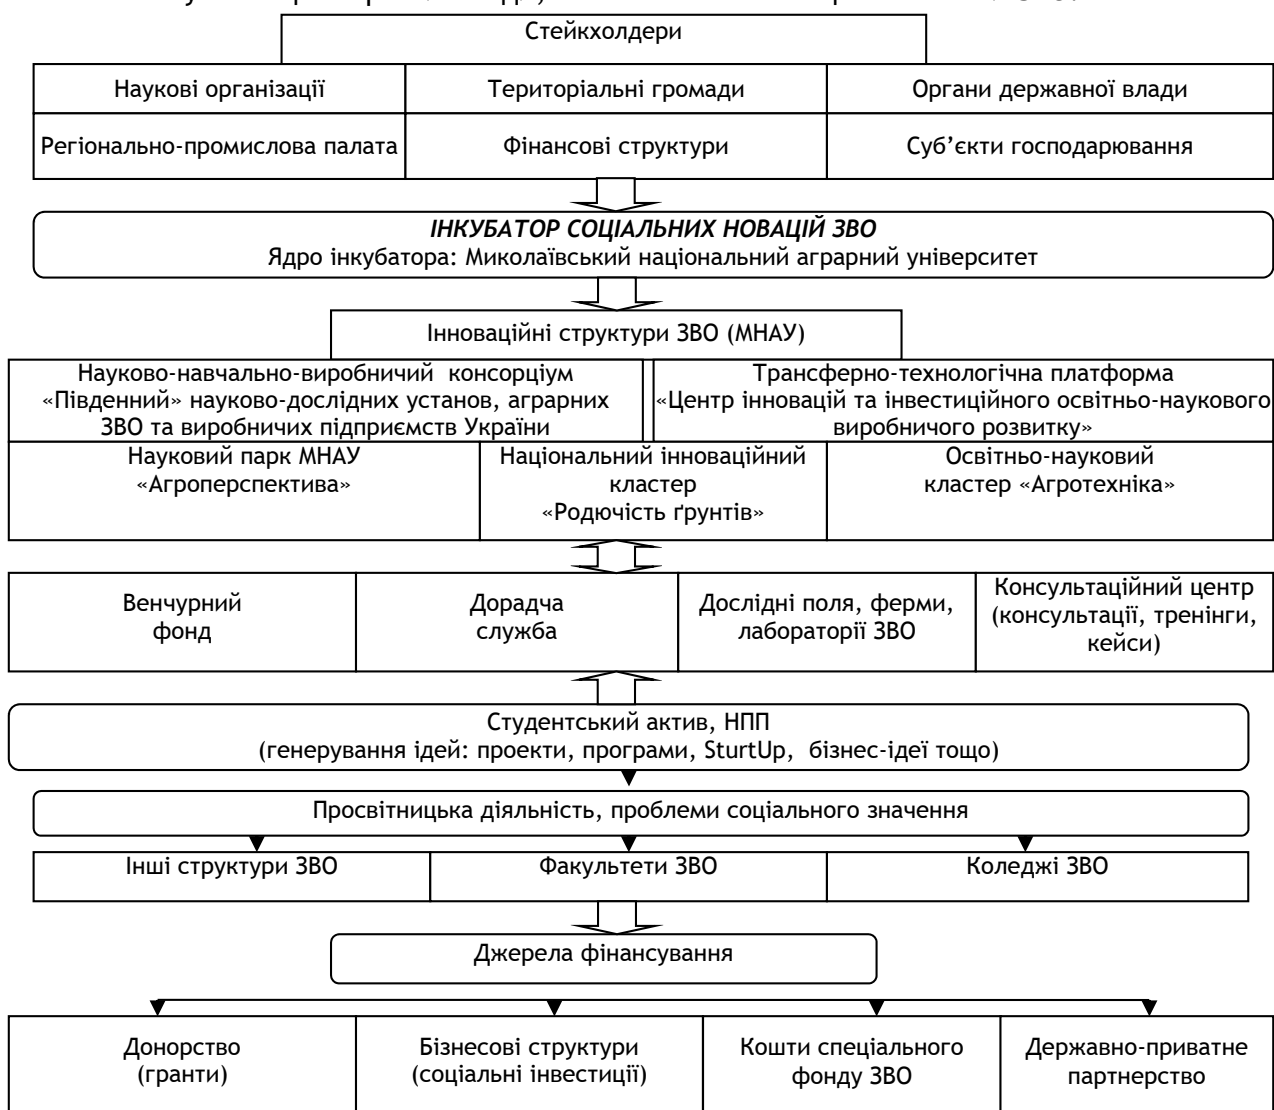 Стейкхолдери
Наукові організації
Територіальні громади
Органи державної влади
Регіонально-промислова палата
Фінансові структури
Суб’єкти господарювання
ІНКУБАТОР СОЦІАЛЬНИХ НОВАЦІЙ ЗВО
Ядро інкубатора: Миколаївський національний аграрний університет
Інноваційні структури ЗВО (МНАУ)
Науково-навчально-виробничий консорціум
«Південний» науково-дослідних установ, аграрних
ЗВО та виробничих підприємств України
Трансферно-технологічна платформа
«Центр інновацій та інвестиційного освітньо-наукового
виробничого розвитку»
Науковий парк МНАУ
«Агроперспектива»
Національний інноваційний
кластер
«Родючість ґрунтів»
Освітньо-науковий
кластер «Агротехніка»
Венчурний
фонд
Дорадча
служба
Дослідні поля, ферми,
лабораторії ЗВО
Консультаційний центр
(консультації, тренінги,
кейси)
Студентський актив, НПП
(генерування ідей: проекти, програми, SturtUp, бізнес-ідеї тощо)
Просвітницька діяльність, проблеми соціального значення
Інші структури ЗВО
Факультети ЗВО
Коледжі ЗВО
Джерела фінансування
Донорство
(гранти)
Бізнесові структури
(соціальні інвестиції)
Кошти спеціального
фонду ЗВО
Державно-приватне
партнерство